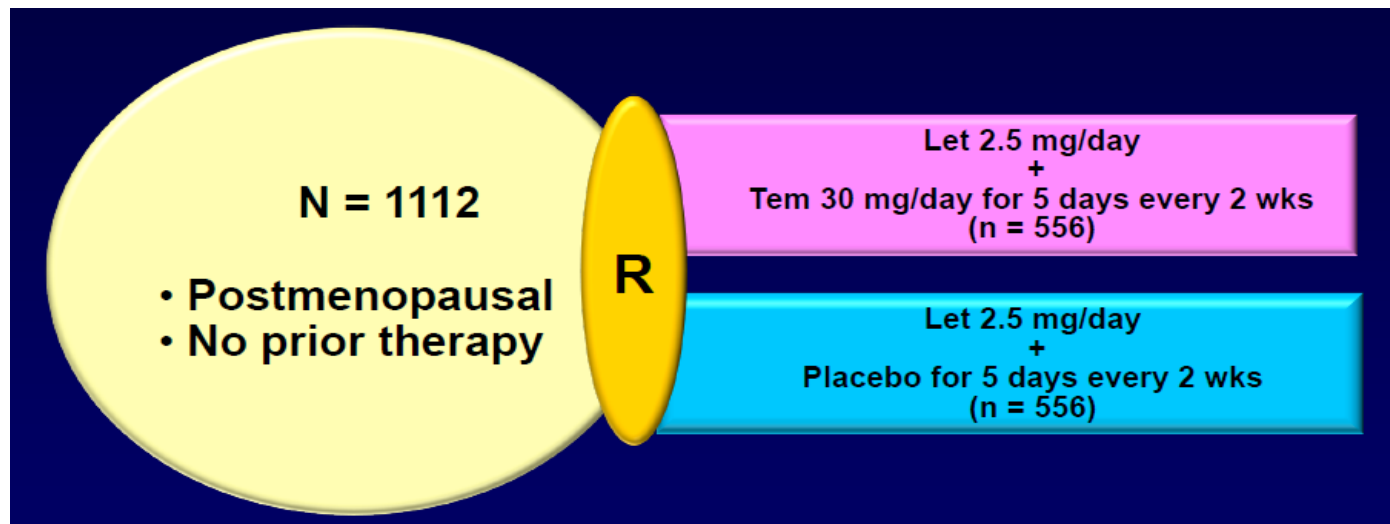 N = 1112
• Postmenopausal
• No prior therapy
R
Let 2.5 mg/day
+
Tem 30 mg/day for 5 days every 2 wks
(n = 556)
Let 2.5 mg/day
+
Placebo for 5 days every 2 wks
(n = 556)